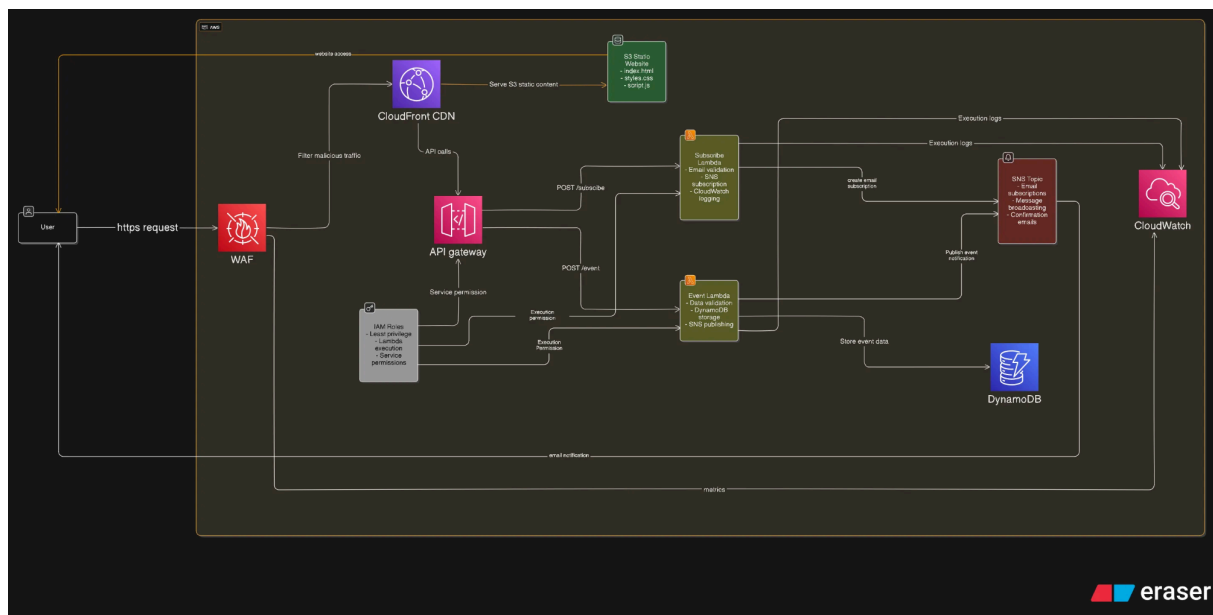 AWS
website access
S3 Static
Website
- index.html
- styles.css
- script.js
CloudFront CDN
Serve S3 static content
Filter malicious traffic
API calls
Execution logs
Execution logs
Subscribe
Lambda
- Email validation
- SNS
subscription
- CloudWatch
logging
create email
subscription
SNS Topic
- Email
subscriptions
- Message
broadcasting
- Confirmation
emails
CloudWatch
POST /subscibe
User
https request
WAF
API gateway
POST /event
Publish event
notification
Service permission
Event Lambda
- Data validation
- DynamoDB
storage
- SNS publishing
IAM Roles
- Least privilege
- Lambda
execution
- Service
permissions
Execution
permission
Execution
Permission
Store event data
DynamoDB
email notification
metrics
eraser